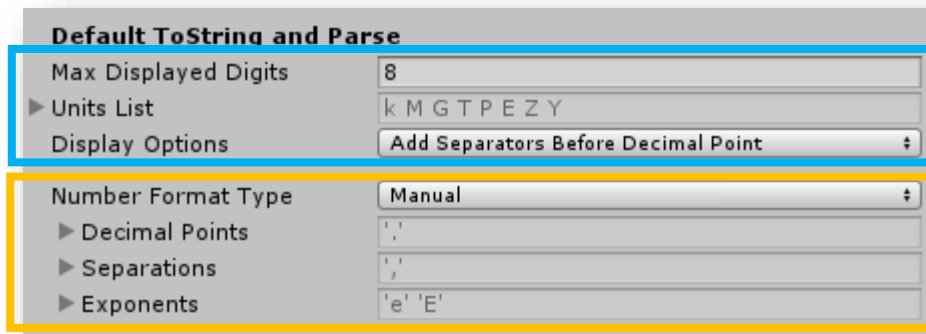 Default ToString and Parse
Max Displayed Digits 8
Units List k M G T P E Z Y
Display Options Add Separators Before Decimal Point
Number Format Type Manual
Decimal Points '.'
Separations ','
Exponents 'e' 'E'